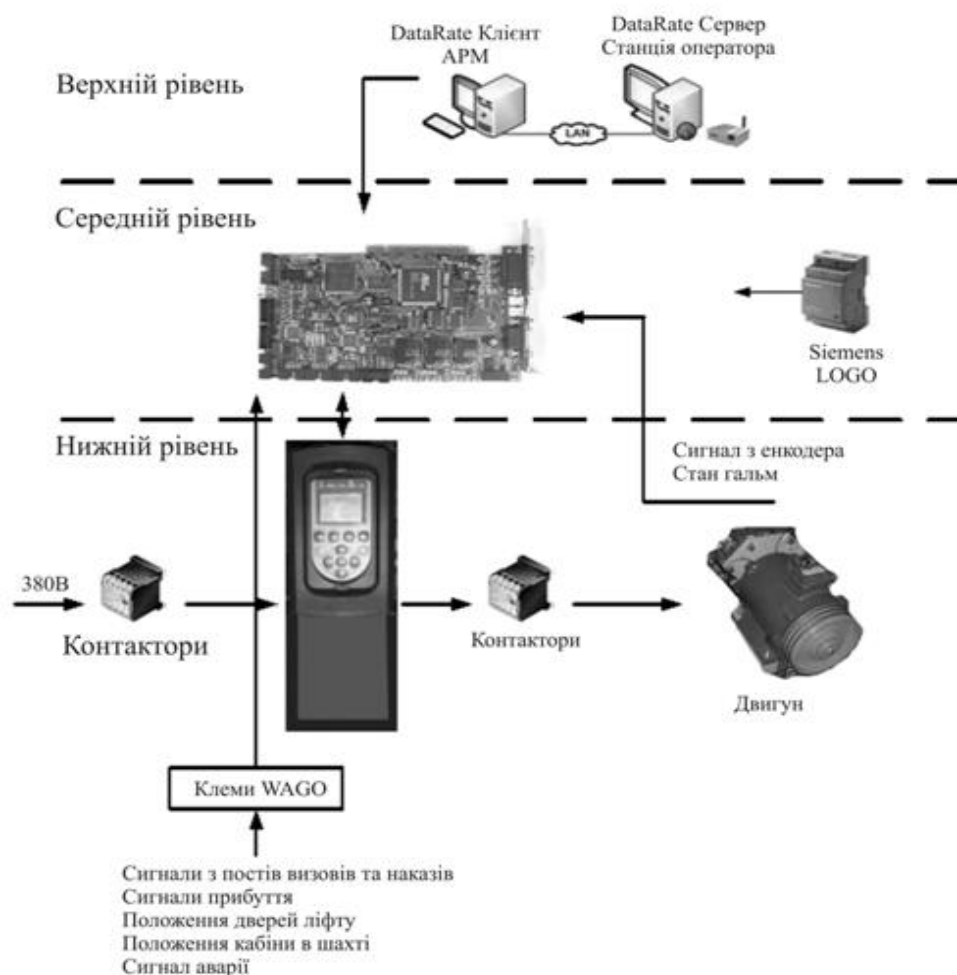 DataRate Клієнт
АРМ
DataRate Сервер
Станція оператора
Верхній рівень
LAN
Середній рівень
Siemens
LOGO
Нижній рівень
Сигнал з енкодера
Стан гальм
380В
Контактори
Контактори
Двигун
Клеми WAGO
Сигнали з постів визовів та наказів
Сигнали прибуття
Положення дверей ліфту
Положення кабіни в шахті
Сигнал аварії